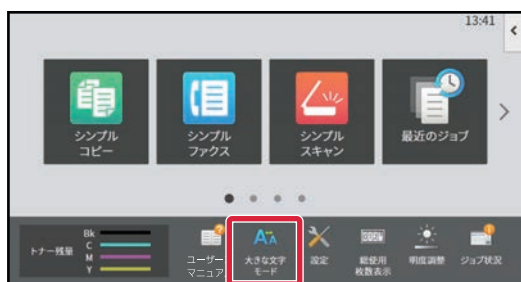 13:41
シンプル
コピー
シンプル
ファクス
シンプル
スキャン
最近のジョブ
トナー残量
Bk
C
M
Y
ユーザー
マニュア
大きな文字
モード
設定
総使用
枚数表示
明度調整
ジョブ状況